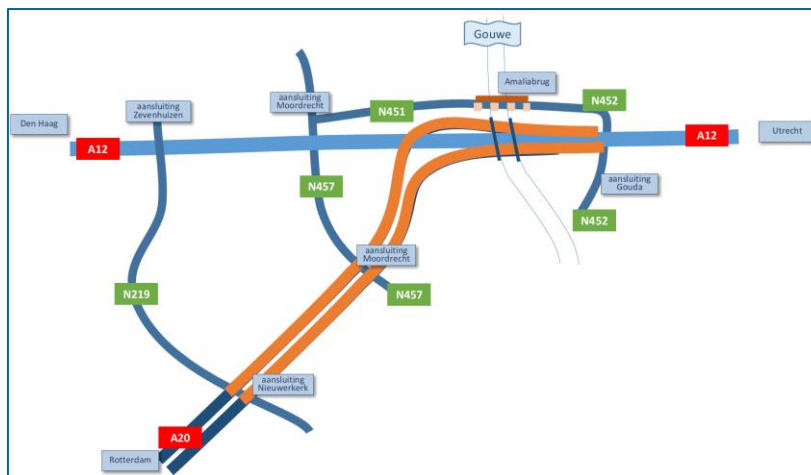 Gouwe
Amaliabrug
aansluiting
Zevenhuizen
aansluiting
Moordrecht
N451
N452
Den Haag
A12
A12
Utrecht
N457
aansluiting
Gouda
N452
aansluiting
Moordrecht
N219
N457
aansluiting
Nieuwerkerk
A20
Rotterdam